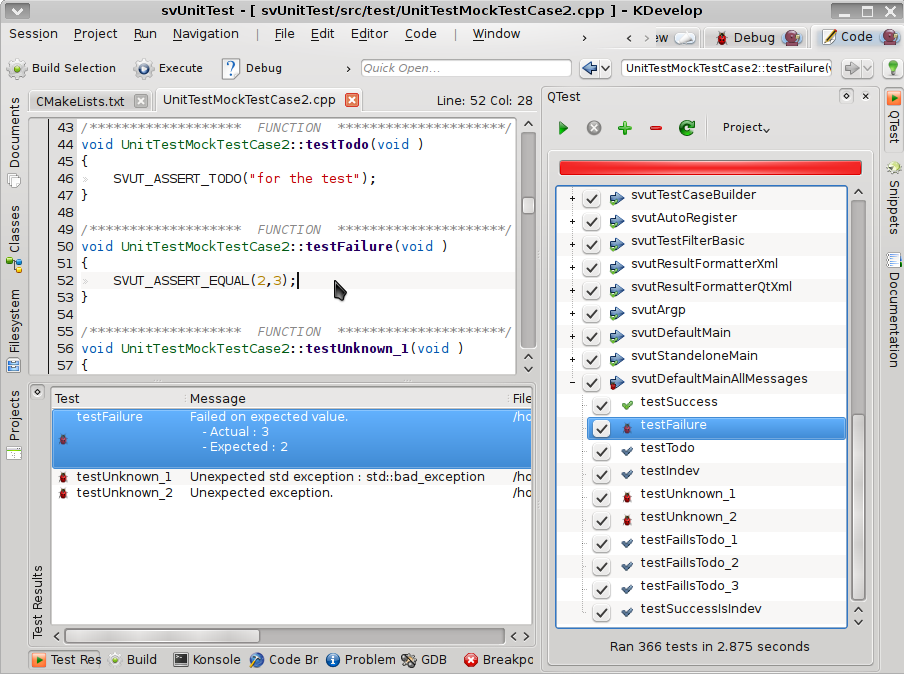 svUnitTest - [ svUnitTest/src/test/UnitTestMockTestCase2.cpp ] - KDevelop
Session Project Run Navigation File Edit Editor Code Window > < ew Debug Code
Build Selection Execute ? Debug > Quick Open... UnitTestMockTestCase2::testFailure(v
Documents
Classes
Filesystem
Projects
CMakeLists.txt UnitTestMockTestCase2.cpp Line: 52 Col: 28
43 /******************** FUNCTION **********************/
44 void UnitTestMockTestCase2::testTodo(void )
45 {
46 SVUT_ASSERT_TODO("for the test");
47 }
48
49 /******************** FUNCTION **********************/
50 void UnitTestMockTestCase2::testFailure(void )
51 {
52 SVUT_ASSERT_EQUAL(2,3);
53 }
54
55 /******************** FUNCTION **********************/
56 void UnitTestMockTestCase2::testUnknown_1(void )
57 {
Test Results
Test Message File
testFailure Failed on expected value. /ho
- Actual : 3
- Expected : 2
testUnknown_1 Unexpected std exception : std::bad_exception /ho
testUnknown_2 Unexpected exception. /ho
Test Res Build Konsole Code Br Problem GDB Breakpo
QTest
Project
svutTestCaseBuilder
svutAutoRegister
svutTestFilterBasic
svutResultFormatterXml
svutResultFormatterQtXml
svutArgp
svutDefaultMain
svutStandeloneMain
svutDefaultMainAllMessages
testSuccess
testFailure
testTodo
testIndev
testUnknown_1
testUnknown_2
testFailIsTodo_1
testFailIsTodo_2
testFailIsTodo_3
testSuccessIsIndev
Ran 366 tests in 2.875 seconds
QTest
Snippets
Documentation